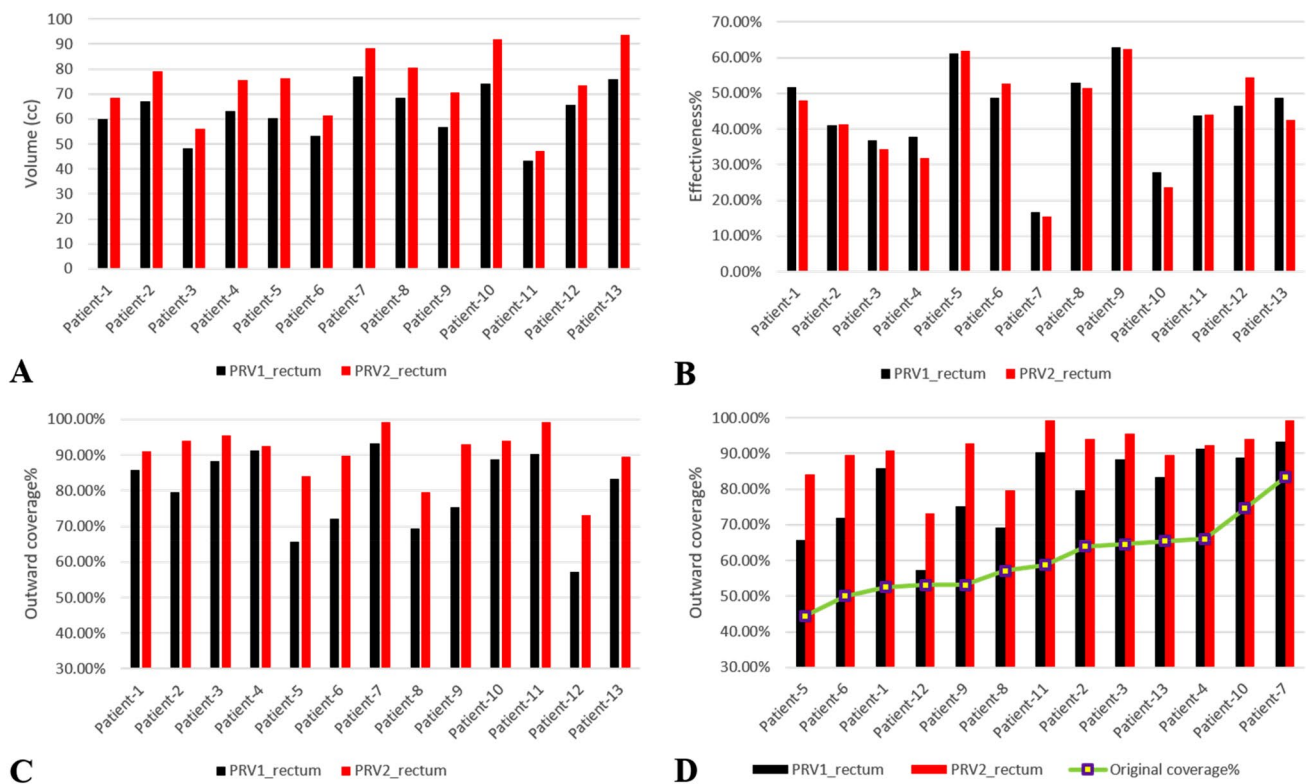 100
90
80
70
60
50
40
30
20
10
0
Volume (cc)
Patient-1
Patient-2
Patient-3
Patient-4
Patient-5
Patient-6
Patient-7
Patient-8
Patient-9
Patient-10
Patient-11
Patient-12
Patient-13
PRV1_rectum PRV2_rectum
A
70.00%
60.00%
50.00%
40.00%
30.00%
20.00%
10.00%
0.00%
Effectiveness%
Patient-1
Patient-2
Patient-3
Patient-4
Patient-5
Patient-6
Patient-7
Patient-8
Patient-9
Patient-10
Patient-11
Patient-12
Patient-13
PRV1_rectum PRV2_rectum
B
100.00%
90.00%
80.00%
70.00%
60.00%
50.00%
40.00%
30.00%
Outward coverage%
Patient-1
Patient-2
Patient-3
Patient-4
Patient-5
Patient-6
Patient-7
Patient-8
Patient-9
Patient-10
Patient-11
Patient-12
Patient-13
PRV1_rectum PRV2_rectum
C
100.00%
90.00%
80.00%
70.00%
60.00%
50.00%
40.00%
30.00%
Outward coverage%
Patient-5
Patient-6
Patient-1
Patient-12
Patient-9
Patient-8
Patient-11
Patient-2
Patient-3
Patient-13
Patient-4
Patient-10
Patient-7
PRV1_rectum PRV2_rectum Original coverage%
D